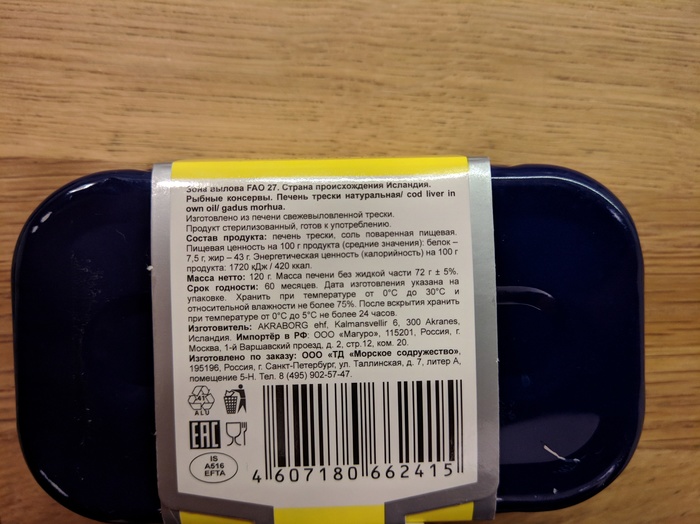 Зона вылова FAO 27. Страна происхождения Исландия.
Рыбные консервы. Печень трески натуральная/ cod liver in
own oil/ gadus morhua.
Изготовлено из печени свежевыловленной трески.
Продукт стерилизованный, готов к употреблению.
Состав продукта: печень трески, соль поваренная пищевая.
Пищевая ценность на 100 г продукта (средние значения): белок –
7,5 г, жир – 43 г. Энергетическая ценность (калорийность) на 100 г
продукта: 1720 кДж / 420 ккал.
Масса нетто: 120 г. Масса печени без жидкой части 72 г ± 5%.
Срок годности: 60 месяцев. Дата изготовления указана на
упаковке. Хранить при температуре от 0°С до 30°С и
относительной влажности не более 75%. После вскрытия хранить
при температуре от 0°С до 5°С не более 24 часов.
Изготовитель: AKRABORG ehf, Kalmansvellir 6, 300 Akranes,
Исландия. Импортёр в РФ: ООО «Магуро», 115201, Россия, г.
Москва, 1-й Варшавский проезд, д. 2, стр.12, ком. 20.
Изготовлено по заказу: ООО «ТД «Морское содружество»,
195196, Россия, г. Санкт-Петербург, ул. Таллинская, д. 7, литер А,
помещение 5-Н. Тел. 8 (495) 902-57-47.
41
ALU
EAC
IS
A516
EFTA
4 607180 662415